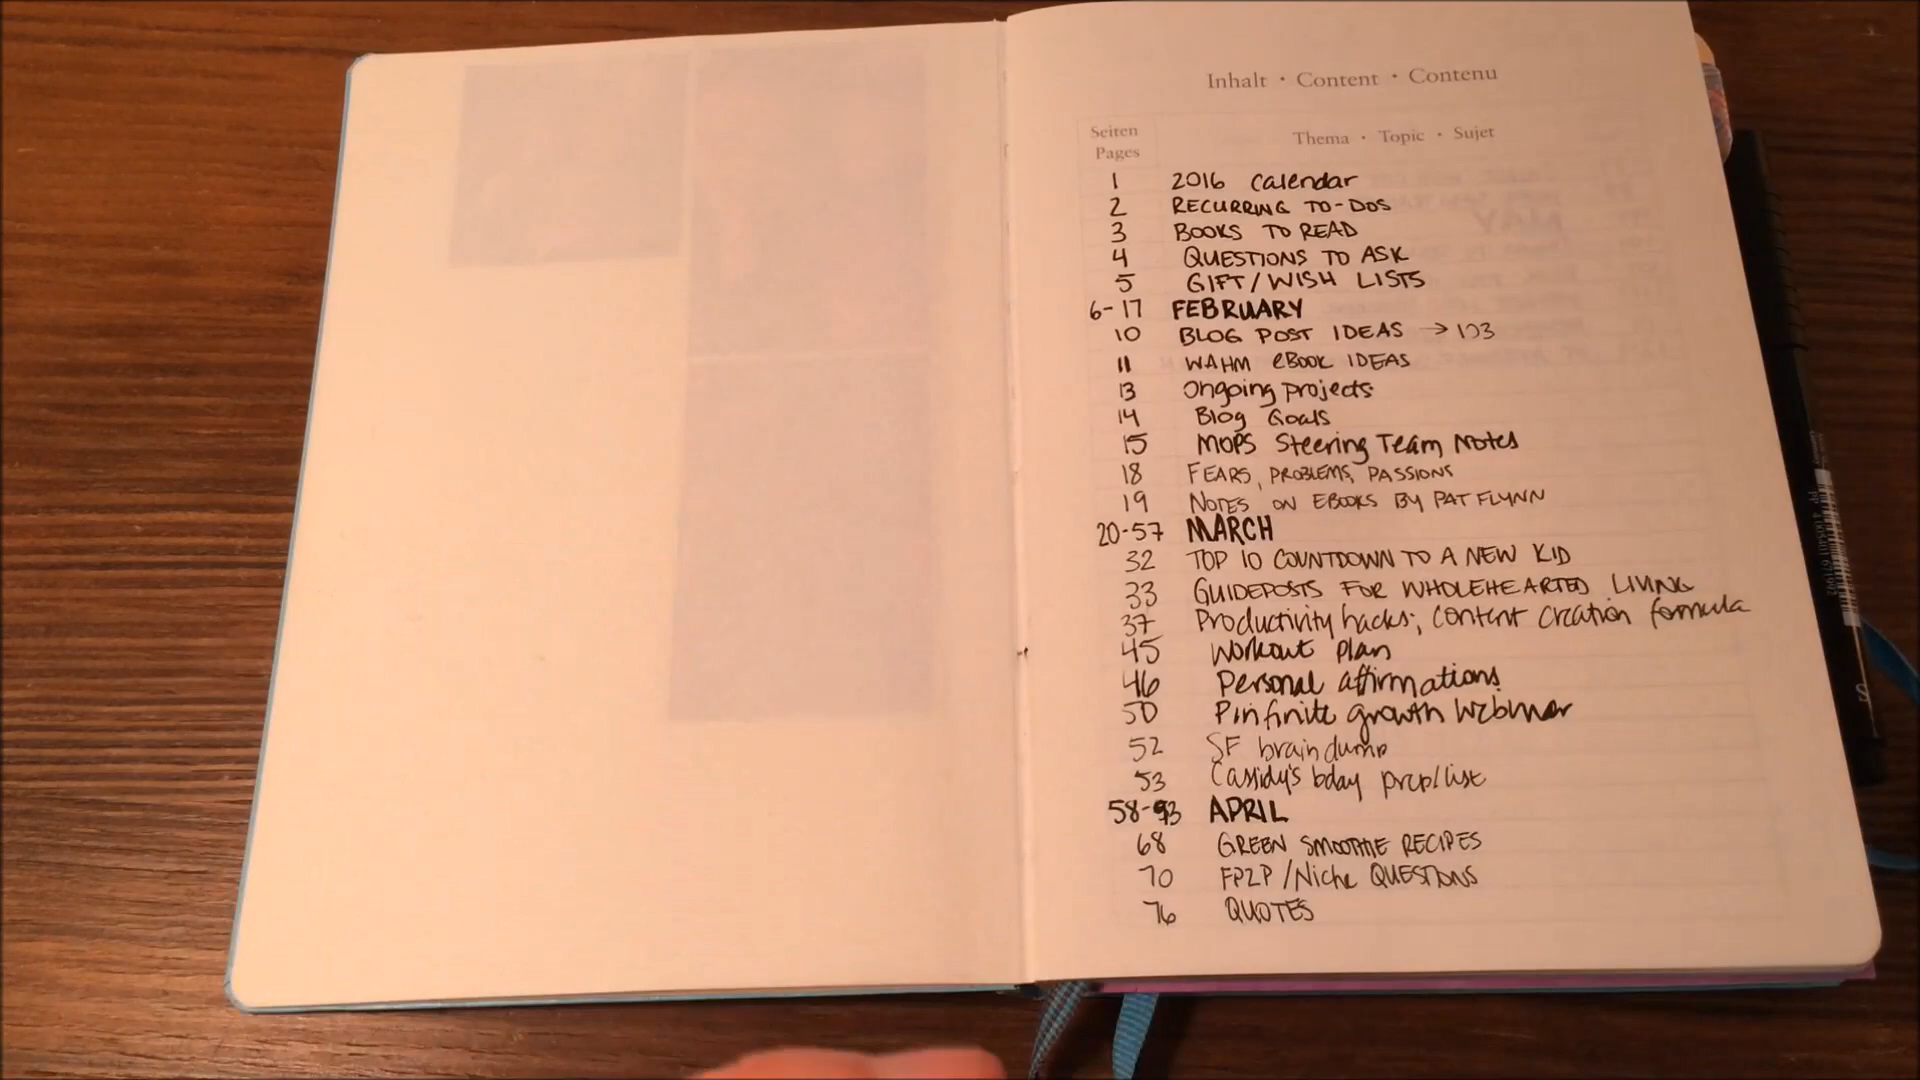 Inhalt · Content · Contenu
Seiten Pages Thema · Topic · Sujet
1 2016 Calendar
2 RECURRING TO-DOS
3 BOOKS TO READ
4 QUESTIONS TO ASK
5 GIFT/WISH LISTS
6-17 FEBRUARY
10 BLOG POST IDEAS → 103
11 WAHM eBOOK IDEAS
13 Ongoing projects
14 Blog Goals
15 MOPS Steering Team Notes
18 FEARS, PROBLEMS, PASSIONS
19 NOTES ON EBOOKS BY PAT FLYNN
20-57 MARCH
32 TOP 10 COUNTDOWN TO A NEW KID
33 GUIDEPOSTS FOR WHOLEHEARTED LIVING
37 Productivity hacks; content creation formula
45 Workout plan
46 Personal affirmations
50 Pinfinite growth webinar
52 SF brain dump
53 Cassidy's bday prep/list
58-93 APRIL
68 GREEN SMOOTHIE RECIPES
70 FP2P/Niche QUESTIONS
76 QUOTES